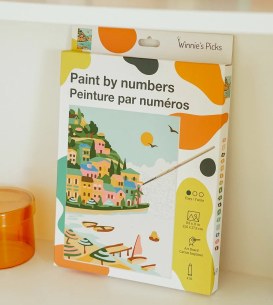 Winnie's Picks
Paint by numbers
Peinture par numéros